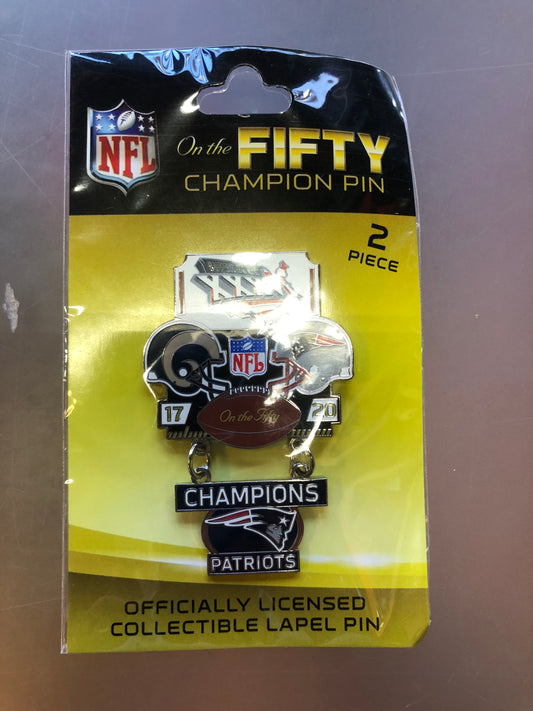 NFL
On the FIFTY
CHAMPION PIN
2
PIECE
NFL
17
20
On the Fifty
CHAMPIONS
PATRIOTS
OFFICIALLY LICENSED
COLLECTIBLE LAPEL PIN